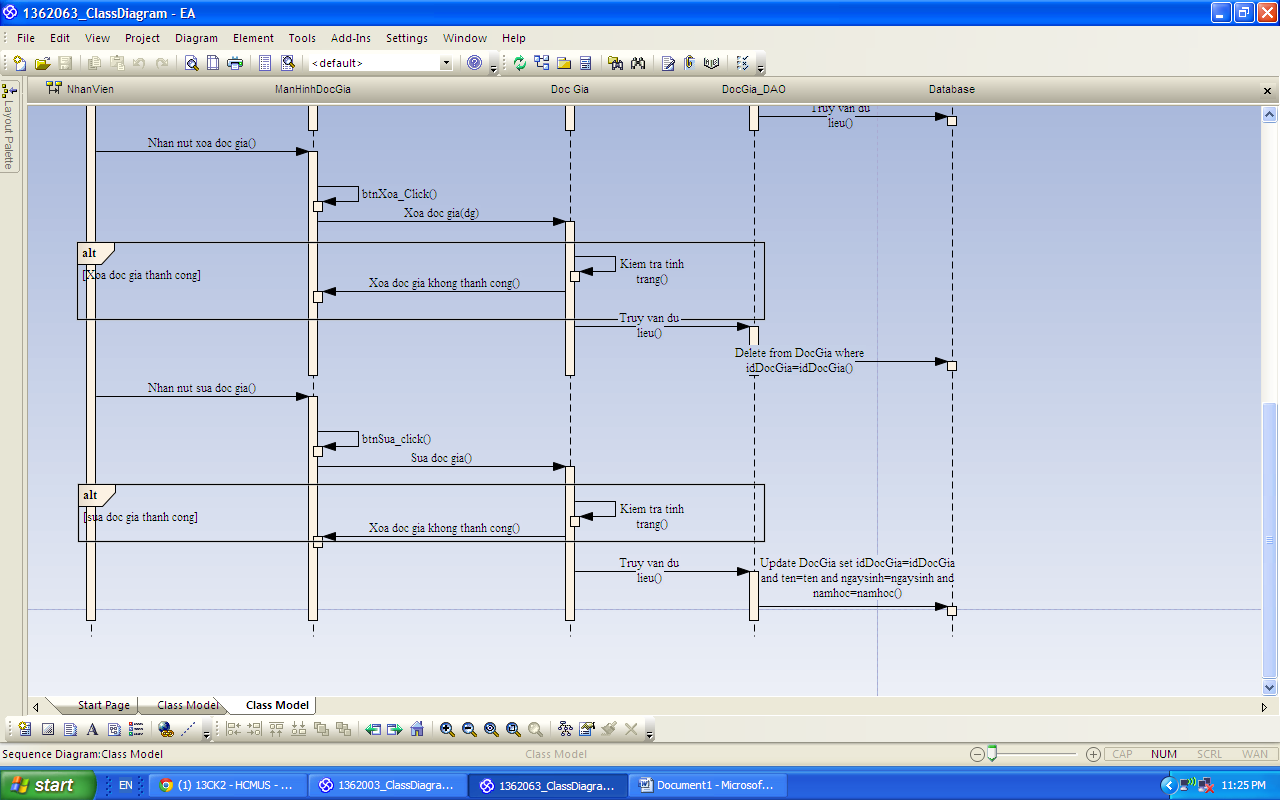 1362063_ClassDiagram - EA
File Edit View Project Diagram Element Tools Add-Ins Settings Window Help
<default>
Layout Palette
NhanVien ManHinhDocGia Doc Gia DocGia_DAO Database
Truy van du
lieu()
Nhan nut xoa doc gia()
btnXoa_Click()
Xoa doc gia(dg)
alt
[Xoa doc gia thanh cong]
Kiem tra tinh
trang()
Xoa doc gia khong thanh cong()
Truy van du
lieu()
Delete from DocGia where
idDocGia=idDocGia()
Nhan nut sua doc gia()
btnSua_click()
Sua doc gia()
alt
[sua doc gia thanh cong]
Kiem tra tinh
trang()
Xoa doc gia khong thanh cong()
Truy van du
lieu()
Update DocGia set idDocGia=idDocGia
and ten=ten and ngaysinh=ngaysinh and
namhoc=namhoc()
Start Page Class Model Class Model
Sequence Diagram:Class Model Class Model CAP NUM SCRL WAN
start EN (1) 13CK2 - HCMUS - ... 1362003_ClassDiagra... 1362063_ClassDiagra... Document1 - Microsof... 11:25 PM